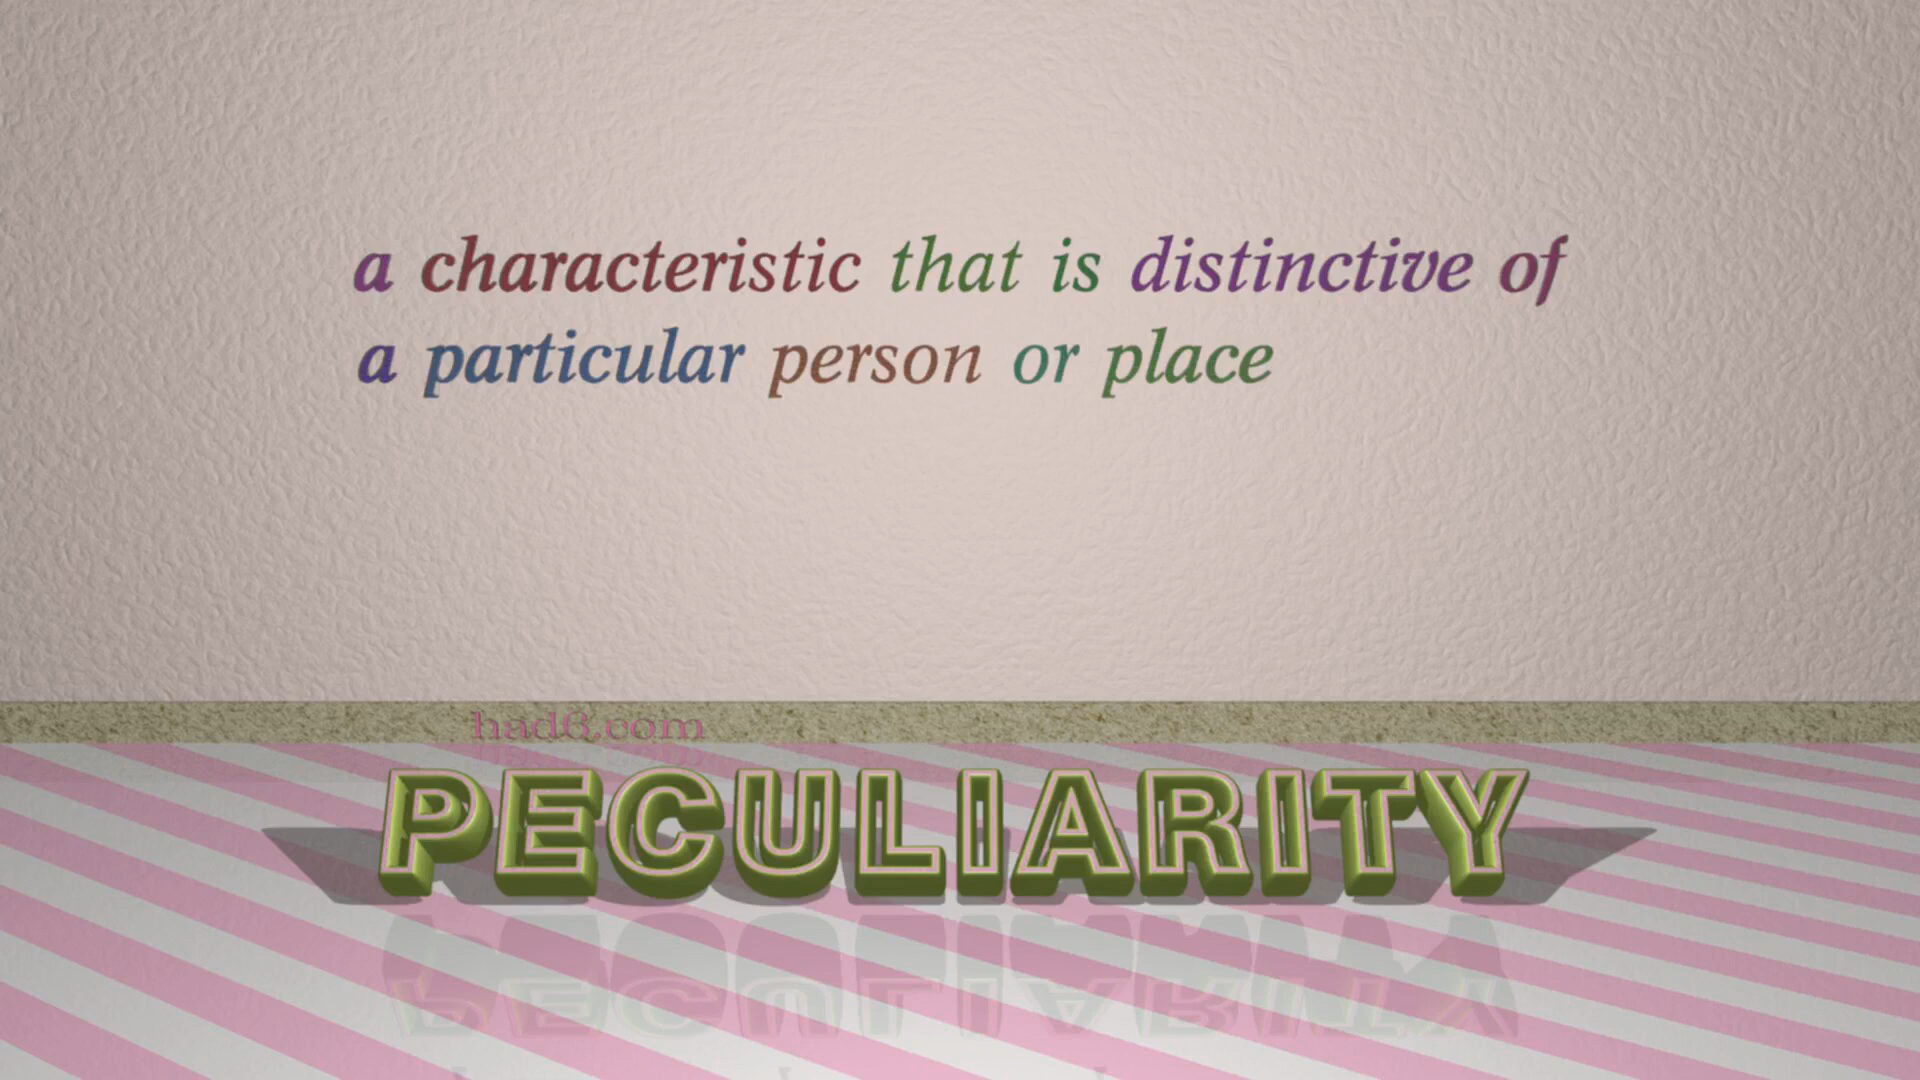 a characteristic that is distinctive of
a particular person or place
had6.com
PECULIARITY